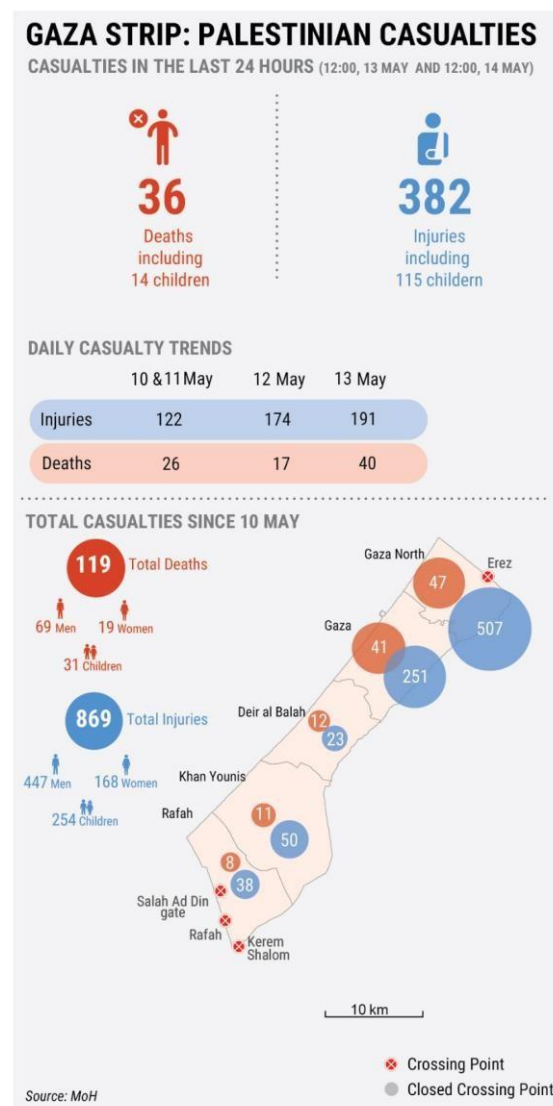 GAZA STRIP: PALESTINIAN CASUALTIES
CASUALTIES IN THE LAST 24 HOURS (12:00, 13 MAY AND 12:00, 14 MAY)
36
Deaths
including
14 children
382
Injuries
including
115 childern
DAILY CASUALTY TRENDS
10 & 11 May 12 May 13 May
Injuries 122 174 191
Deaths 26 17 40
TOTAL CASUALTIES SINCE 10 MAY
119 Total Deaths
69 Men 19 Women
31 Children
869 Total Injuries
447 Men 168 Women
254 Children
Gaza North
47
Erez
507
Gaza
41
251
Deir al Balah
12
23
Khan Younis
11
50
Rafah
8
38
Salah Ad Din
gate
Rafah
Kerem
Shalom
10 km
Crossing Point
Closed Crossing Point
Source: MoH